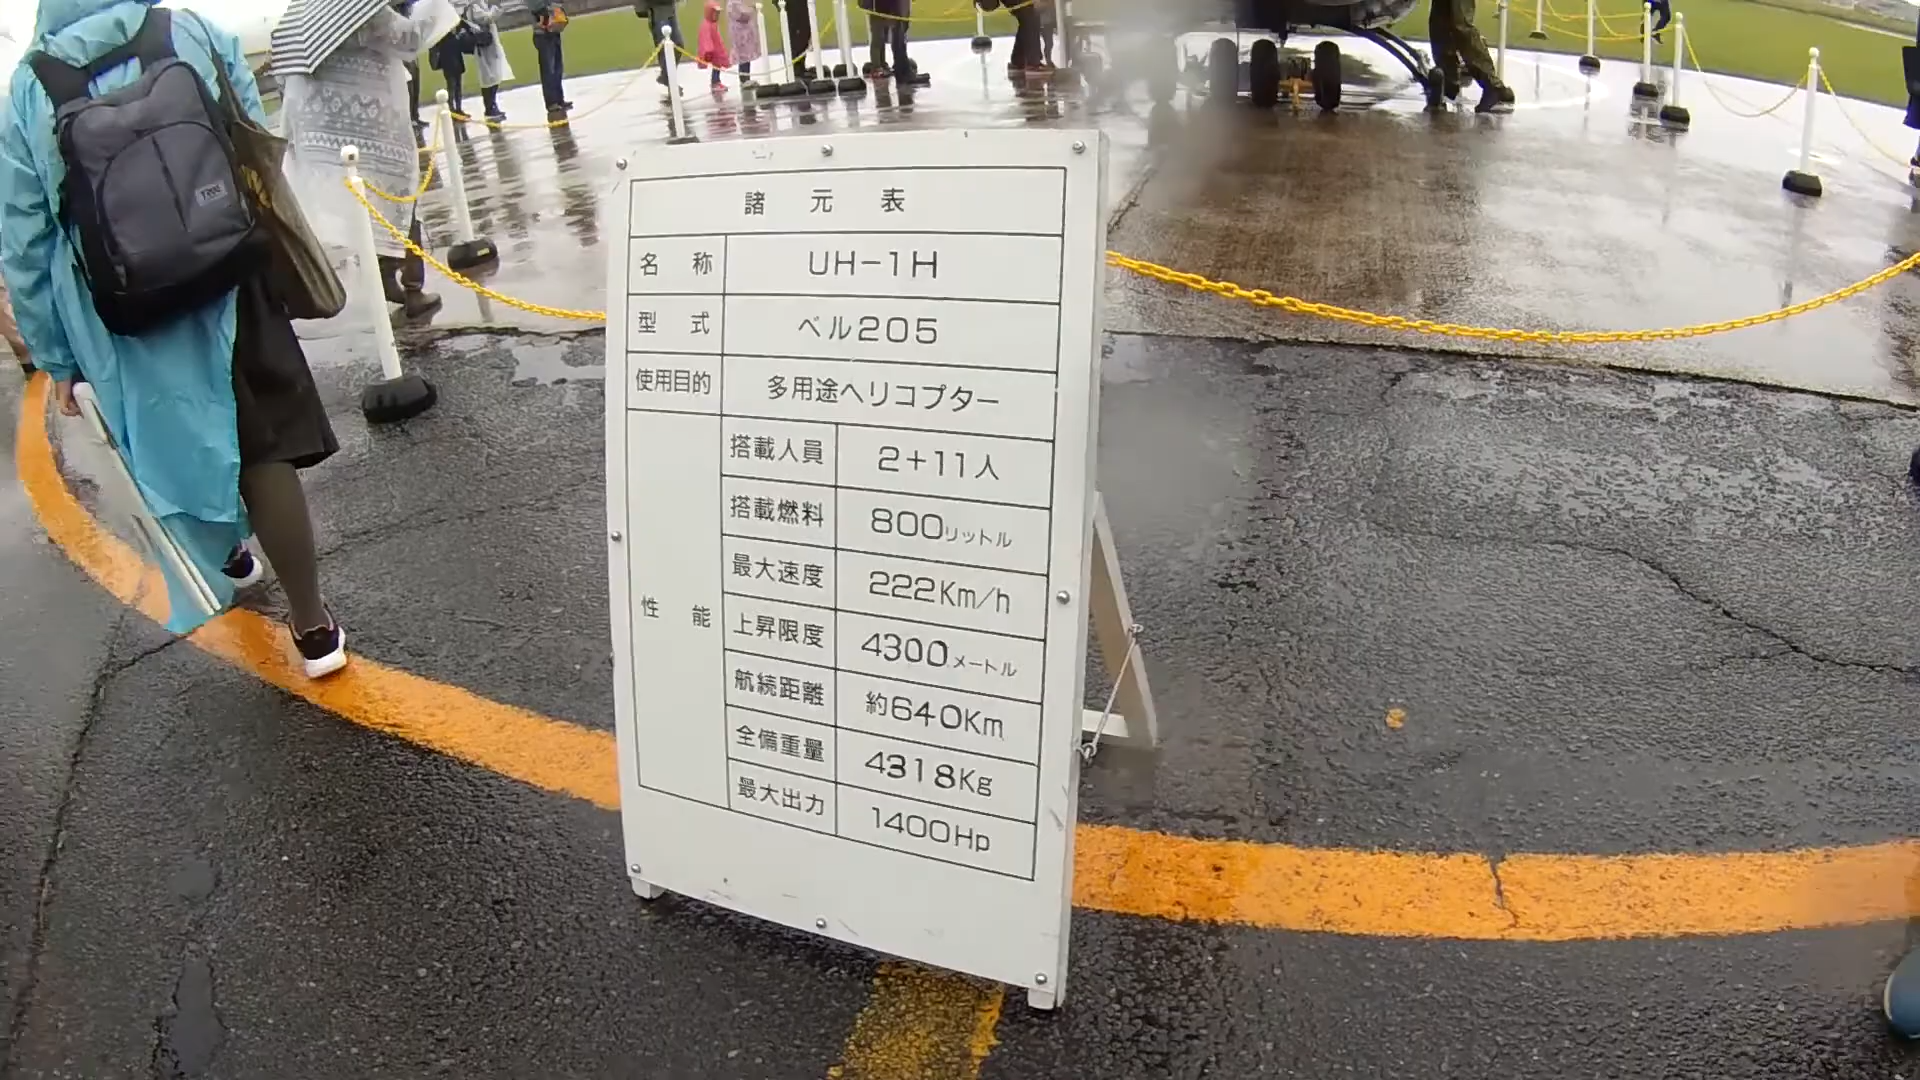 諸元表
名称 UH-1H
型式 ベル205
使用目的 多用途ヘリコプター
性能
搭載人員 2+11人
搭載燃料 800リットル
最大速度 222Km/h
上昇限度 4300メートル
航続距離 約640Km
全備重量 4318Kg
最大出力 1400Hp